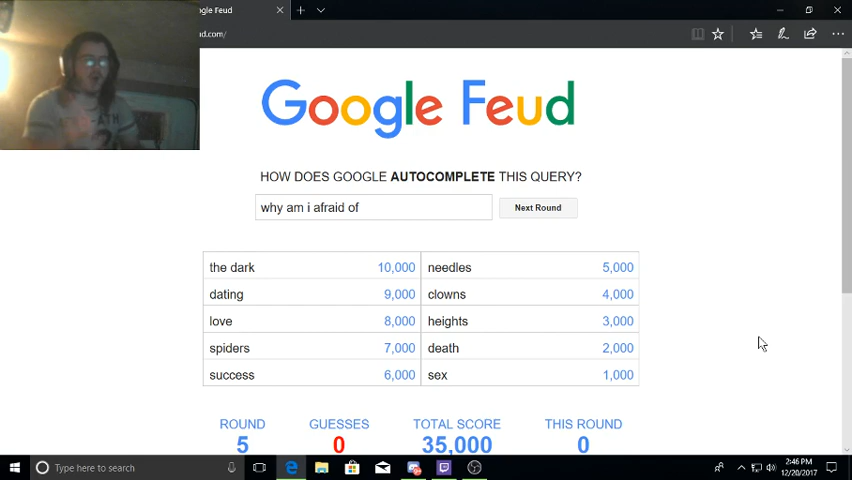 gle Feud
ud.com/
Google Feud
HOW DOES GOOGLE AUTOCOMPLETE THIS QUERY?
why am i afraid of
Next Round
the dark 10,000 needles 5,000
dating 9,000 clowns 4,000
love 8,000 heights 3,000
spiders 7,000 death 2,000
success 6,000 sex 1,000
ROUND GUESSES TOTAL SCORE THIS ROUND
5 0 35,000 0
Type here to search
2:46 PM
12/20/2017